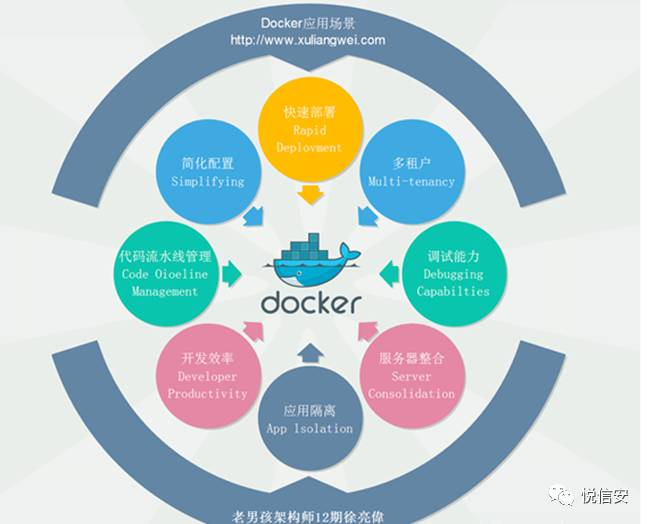 Docker应用场景
http://www.xuliangwei.com
快速部署
Rapid
Deplovment
简化配置
Simplifying
多租户
Multi-tenancy
代码流水线管理
Code Oioeline
Management
调试能力
Debugging
Capabilties
docker
开发效率
Developer
Productivity
服务器整合
Server
Consolidation
应用隔离
App lsolation
老男孩架构师12期徐亮偉
悦信安